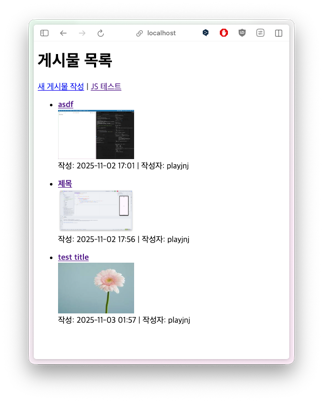 localhost
게시물 목록
새 게시물 작성 | JS 테스트
asdf
작성: 2025-11-02 17:01 | 작성자: playjnj
제목
작성: 2025-11-02 17:56 | 작성자: playjnj
test title
작성: 2025-11-03 01:57 | 작성자: playjnj